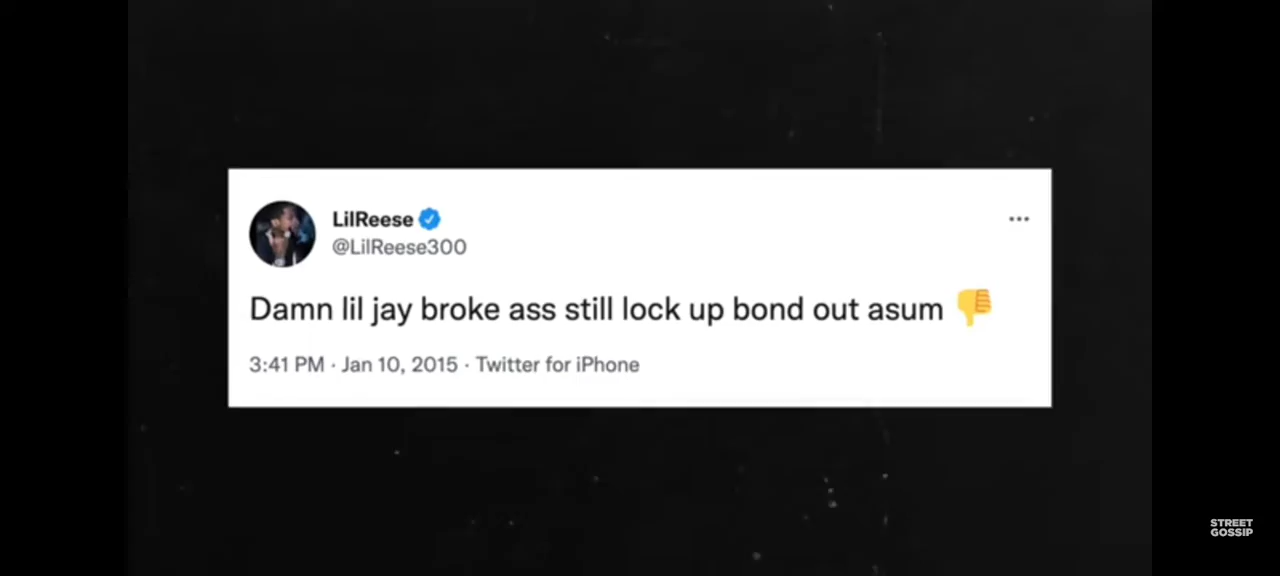 LilReese
@LilReese300
Damn lil jay broke ass still lock up bond out asum 👎
3:41 PM · Jan 10, 2015 · Twitter for iPhone
STREET
GOSSIP